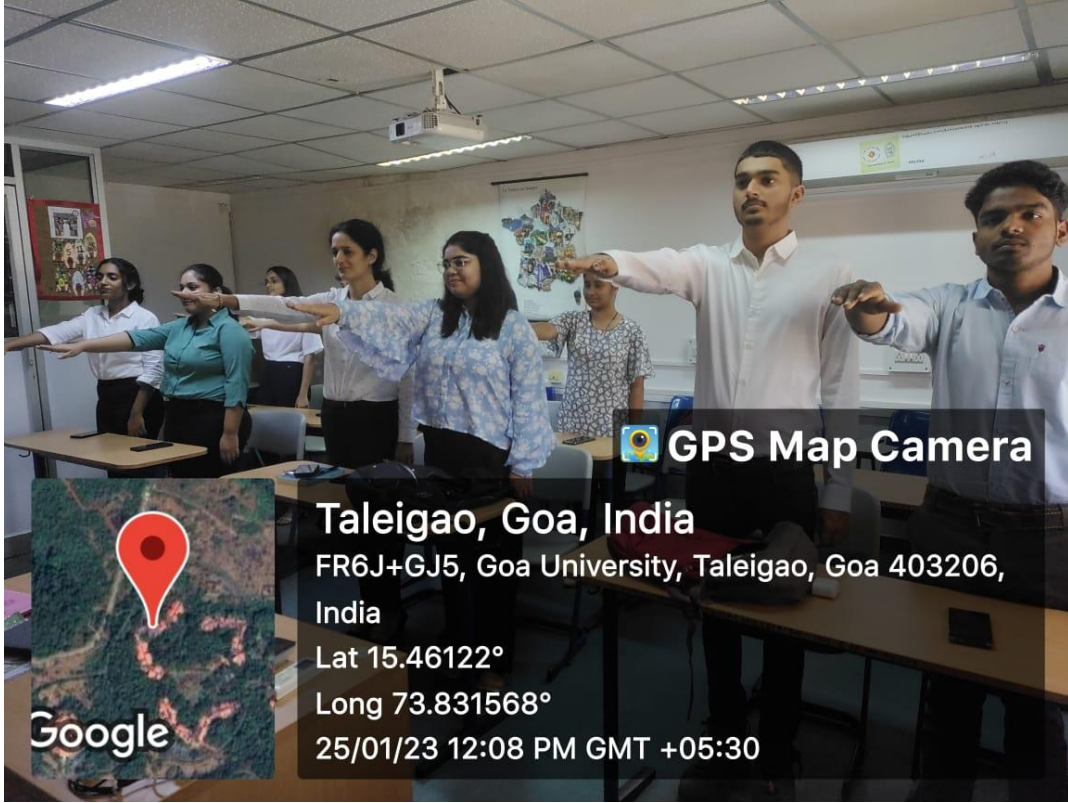 GPS Map Camera
Taleigao, Goa, India
FR6J+GJ5, Goa University, Taleigao, Goa 403206,
India
Lat 15.46122°
Long 73.831568°
25/01/23 12:08 PM GMT +05:30
Google